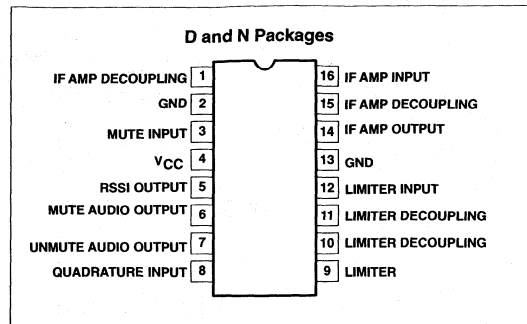 D and N Packages
IF AMP DECOUPLING 1
GND 2
MUTE INPUT 3
VCC 4
RSSI OUTPUT 5
MUTE AUDIO OUTPUT 6
UNMUTE AUDIO OUTPUT 7
QUADRATURE INPUT 8
16 IF AMP INPUT
15 IF AMP DECOUPLING
14 IF AMP OUTPUT
13 GND
12 LIMITER INPUT
11 LIMITER DECOUPLING
10 LIMITER DECOUPLING
9 LIMITER